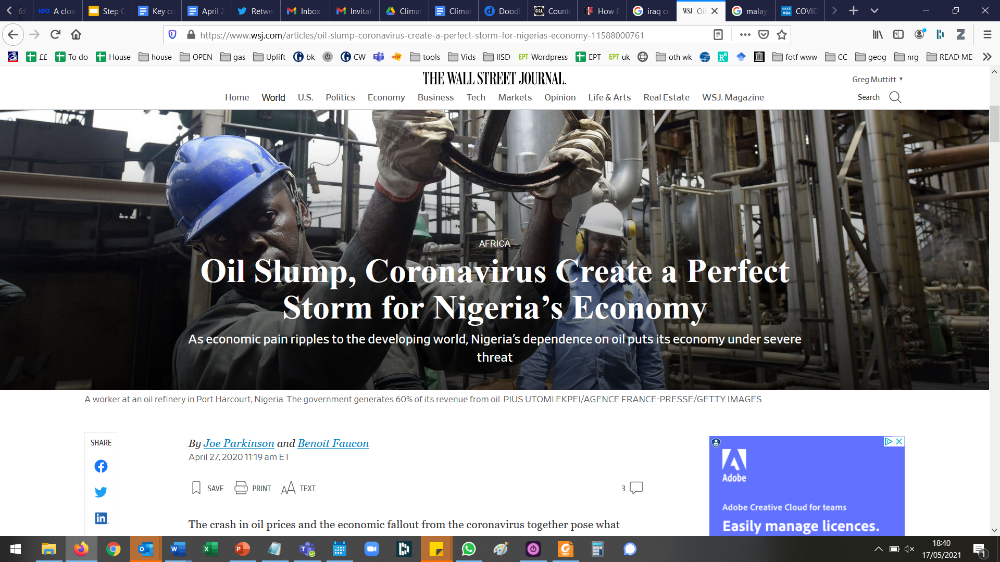 A close
Step
Key cr
April 2
Retwe
Inbox
Invitat
Climat
Climat
Doodl
Countr
How E
iraq cu
WSJ Oil
malay
COVID
https://www.wsj.com/articles/oil-slump-coronavirus-create-a-perfect-storm-for-nigerias-economy-11588000761
££ To do House house OPEN gas Uplift bk CW tools Vids IISD EPT Wordpress EPT EPT uk oth wk fotf www CC geog nrg READ ME
THE WALL STREET JOURNAL.
Greg Muttitt
Home World U.S. Politics Economy Business Tech Markets Opinion Life & Arts Real Estate WSJ. Magazine
Search
AFRICA
Oil Slump, Coronavirus Create a Perfect
Storm for Nigeria’s Economy
As economic pain ripples to the developing world, Nigeria’s dependence on oil puts its economy under severe
threat
A worker at an oil refinery in Port Harcourt, Nigeria. The government generates 60% of its revenue from oil. PIUS UTOMI EKPEI/AGENCE FRANCE-PRESSE/GETTY IMAGES
SHARE
By Joe Parkinson and Benoit Faucon
April 27, 2020 11:19 am ET
SAVE PRINT TEXT
3
The crash in oil prices and the economic fallout from the coronavirus together pose what
Adobe
Adobe Creative Cloud for teams
Easily manage licences.
18:40
17/05/2021
1